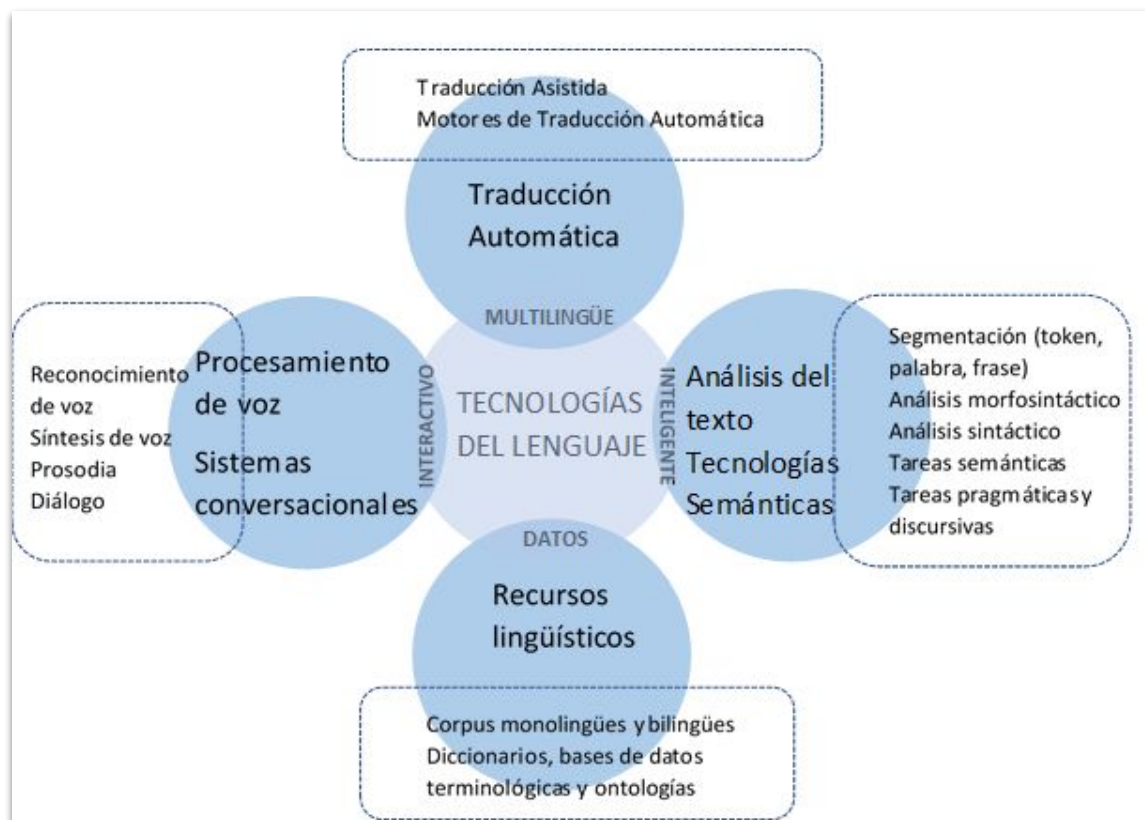 Traducción Asistida
Motores de Traducción Automática
Traducción
Automática
MULTILINGÜE
Reconocimiento
de voz
Síntesis de voz
Prosodia
Diálogo
Procesamiento
de voz
Sistemas
conversacionales
INTERACTIVO
TECNOLOGÍAS
DEL LENGUAJE
INTELIGENTE
Análisis del
texto
Tecnologías
Semánticas
Segmentación (token,
palabra, frase)
Análisis morfosintáctico
Análisis sintáctico
Tareas semánticas
Tareas pragmáticas y
discursivas
DATOS
Recursos
lingüísticos
Corpus monolingües y bilingües
Diccionarios, bases de datos
terminológicas y ontologías